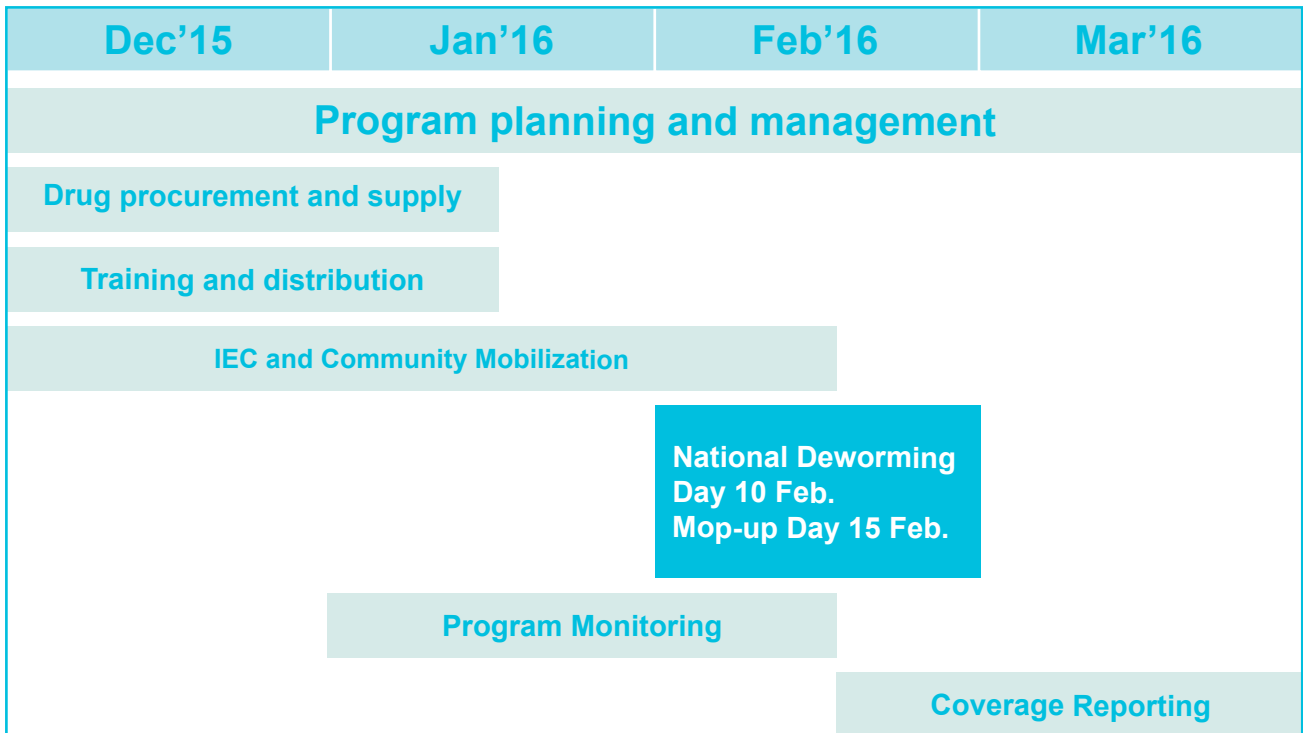 Dec’15
Jan’16
Feb’16
Mar’16
Program planning and management
Drug procurement and supply
Training and distribution
IEC and Community Mobilization
National Deworming
Day 10 Feb.
Mop-up Day 15 Feb.
Program Monitoring
Coverage Reporting